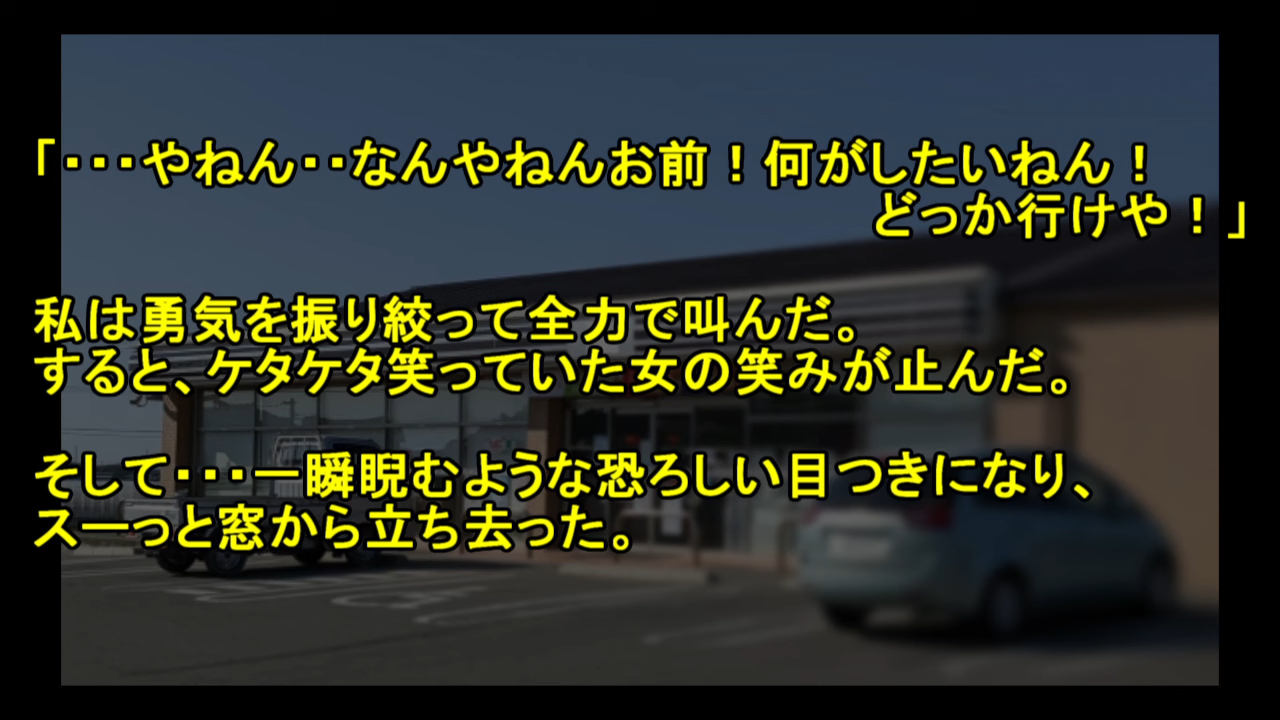 「・・・やねん・・なんやねんお前！何がしたいねん！
どっか行けや！」
私は勇気を振り絞って全力で叫んだ。
すると、ケタケタ笑っていた女の笑みが止んだ。
そして・・・一瞬睨むような恐ろしい目つきになり、
スーっと窓から立ち去った。